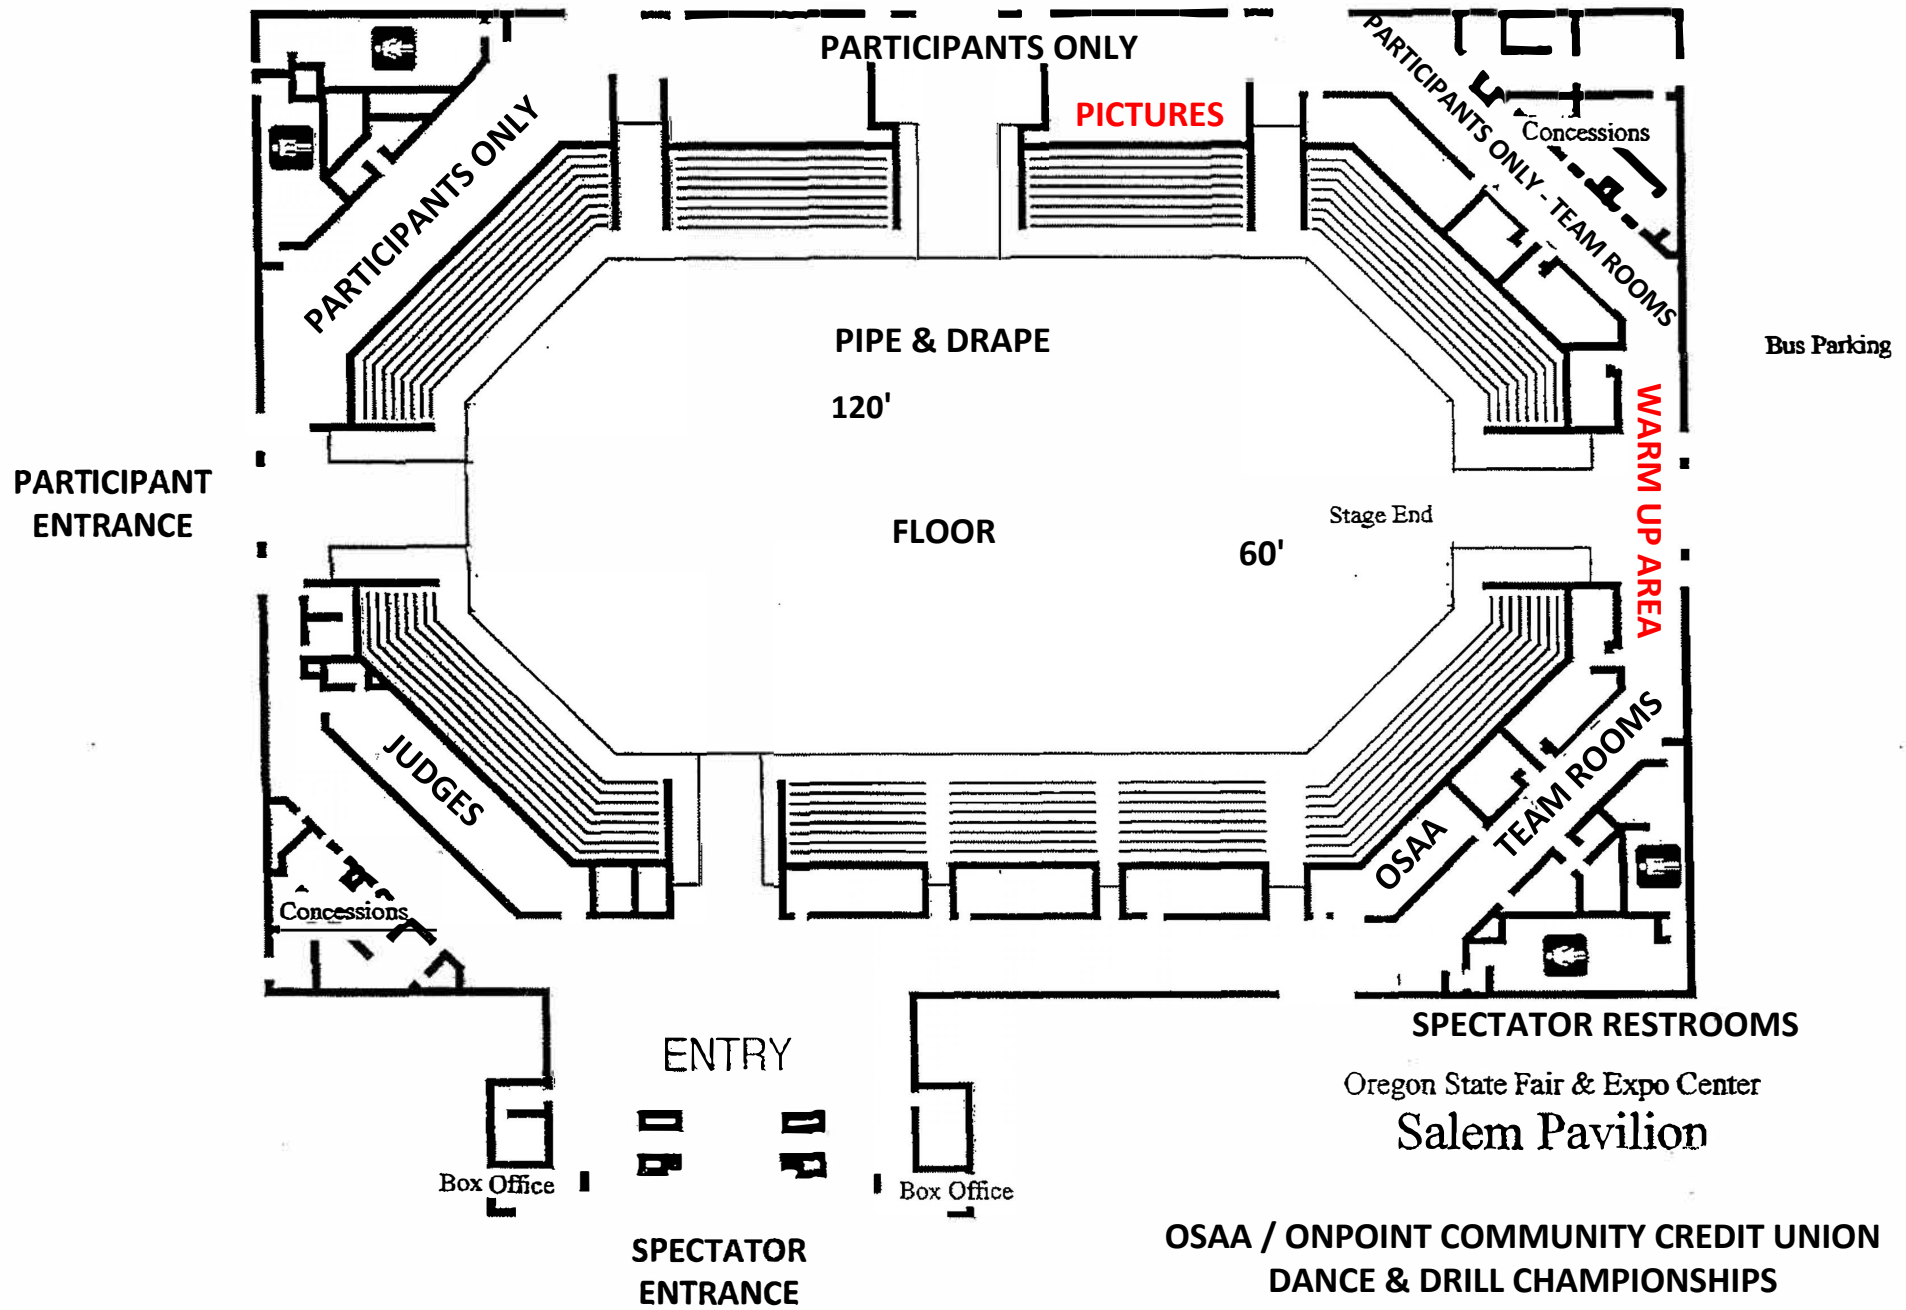 PARTICIPANTS ONLY
PICTURES
PARTICIPANTS ONLY
PARTICIPANTS ONLY - TEAM ROOMS
Concessions
PIPE & DRAPE
120'
Bus Parking
WARM UP AREA
PARTICIPANT
ENTRANCE
FLOOR
Stage End
60'
JUDGES
OSAA
TEAM ROOMS
Concessions
ENTRY
Box Office
Box Office
SPECTATOR
ENTRANCE
SPECTATOR RESTROOMS
Oregon State Fair & Expo Center
Salem Pavilion
OSAA / ONPOINT COMMUNITY CREDIT UNION
DANCE & DRILL CHAMPIONSHIPS